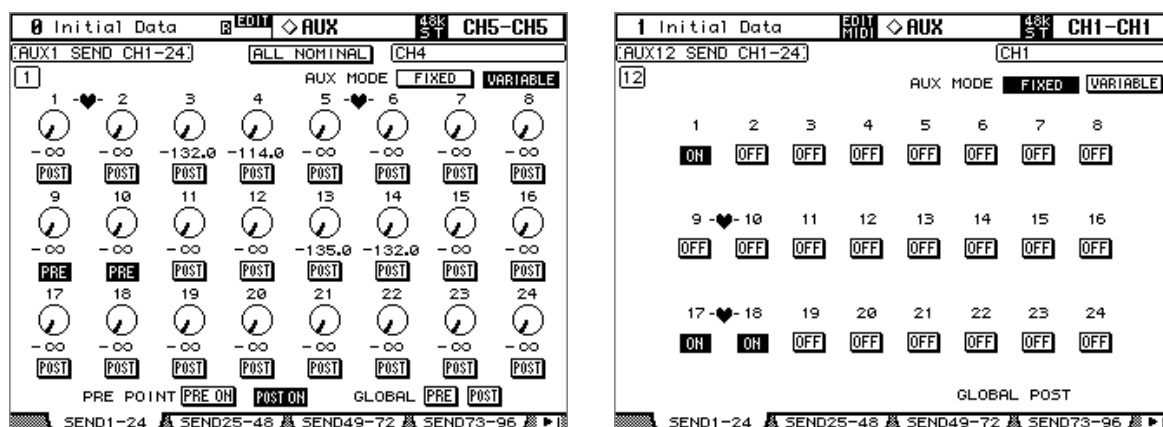 0 Initial Data R EDIT ◇AUX 48K ST CH5-CH5
AUX1 SEND CH1-24 ALL NOMINAL CH4
1 AUX MODE FIXED VARIABLE
1 -♥- 2 3 4 5 -♥- 6 7 8
-∞ -∞ -132.0 -114.0 -∞ -∞ -∞ -∞
POST POST POST POST POST POST POST POST
9 10 11 12 13 14 15 16
-∞ -∞ -∞ -∞ -135.0 -132.0 -∞ -∞
PRE PRE POST POST POST POST POST POST
17 18 19 20 21 22 23 24
-∞ -∞ -∞ -∞ -∞ -∞ -∞ -∞
POST POST POST POST POST POST POST POST
PRE POINT PRE ON POST ON GLOBAL PRE POST
SEND1-24 SEND25-48 SEND49-72 SEND73-96
1 Initial Data EDIT MIDI ◇AUX 48K ST CH1-CH1
AUX12 SEND CH1-24 CH1
12 AUX MODE FIXED VARIABLE
1 2 3 4 5 6 7 8
ON OFF OFF OFF OFF OFF OFF OFF
9 -♥- 10 11 12 13 14 15 16
OFF OFF OFF OFF OFF OFF OFF OFF
17 -♥- 18 19 20 21 22 23 24
ON ON OFF OFF OFF OFF OFF OFF
GLOBAL POST
SEND1-24 SEND25-48 SEND49-72 SEND73-96